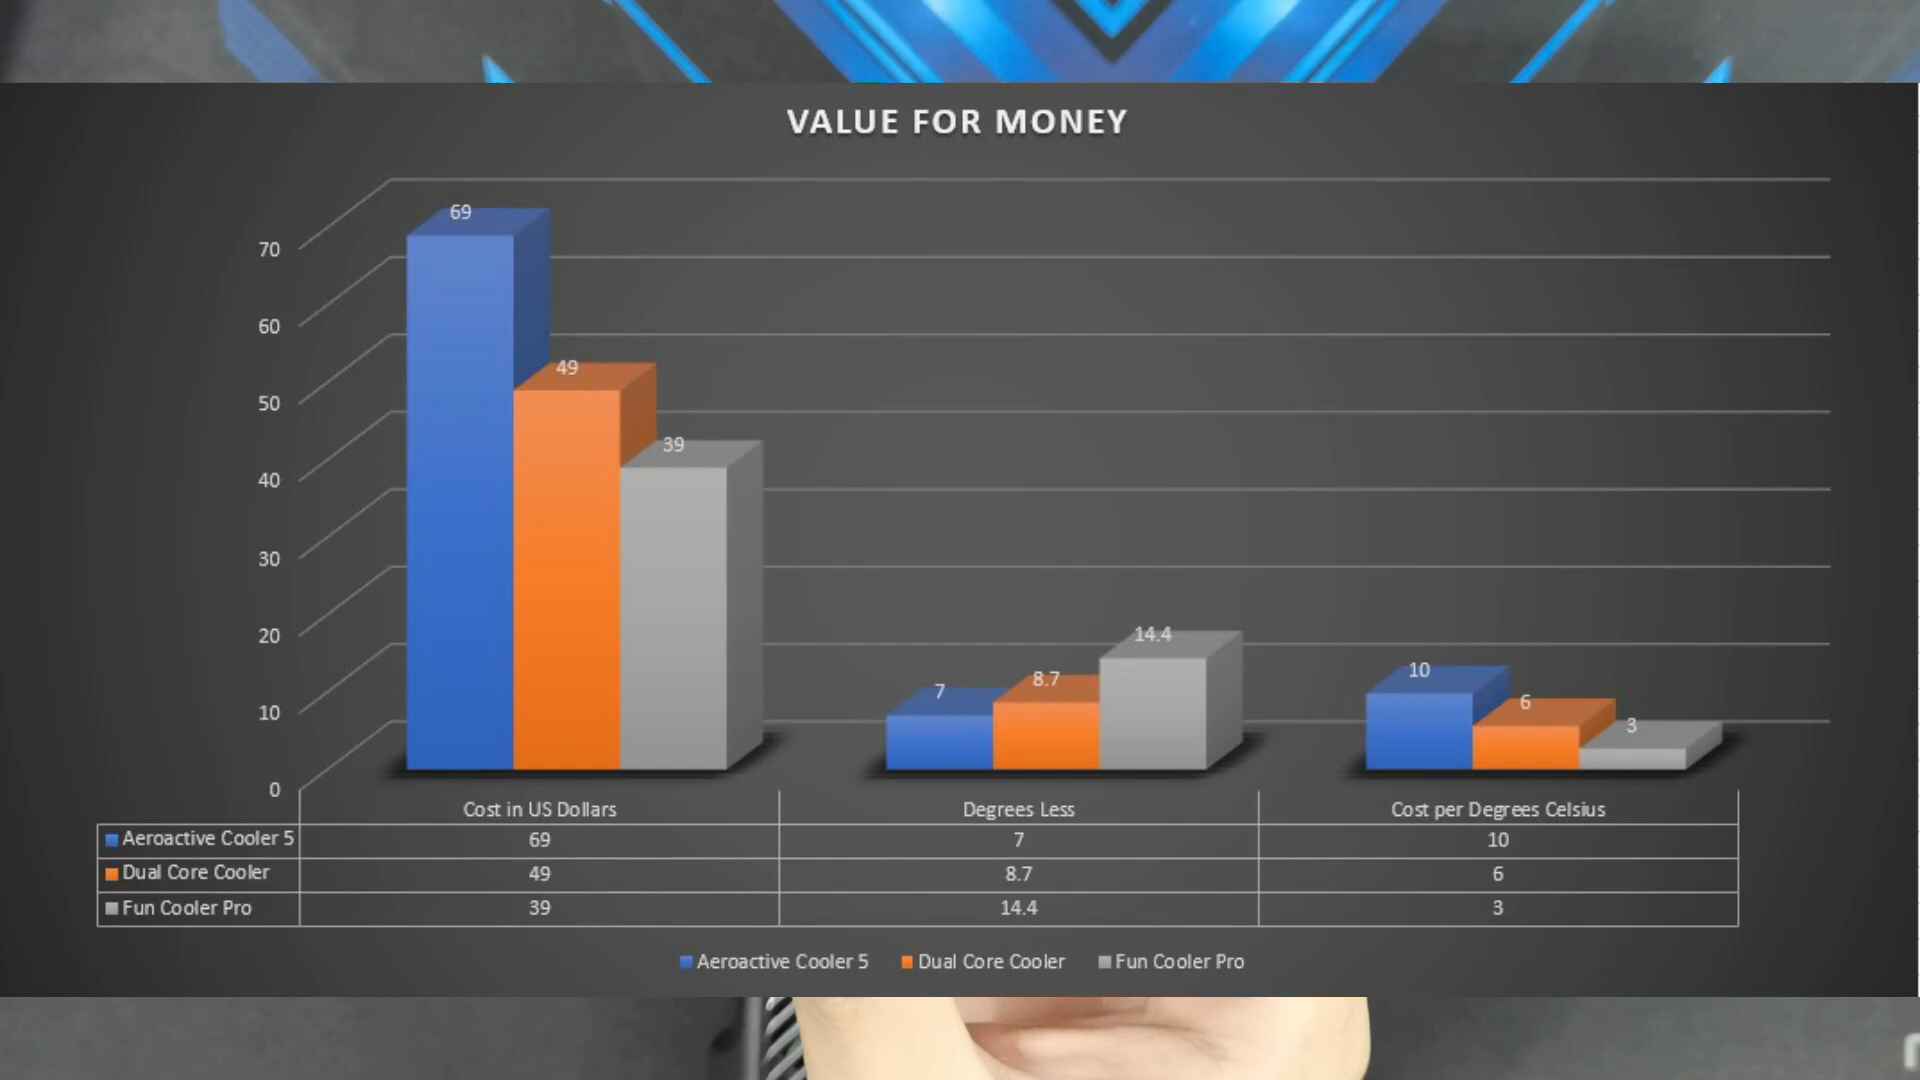 VALUE FOR MONEY
69
49
39
7
8.7
14.4
10
6
3
70
60
50
40
30
20
10
0
Cost in US Dollars Degrees Less Cost per Degrees Celsius
Aeroactive Cooler 5 69 7 10
Dual Core Cooler 49 8.7 6
Fun Cooler Pro 39 14.4 3
Aeroactive Cooler 5 Dual Core Cooler Fun Cooler Pro